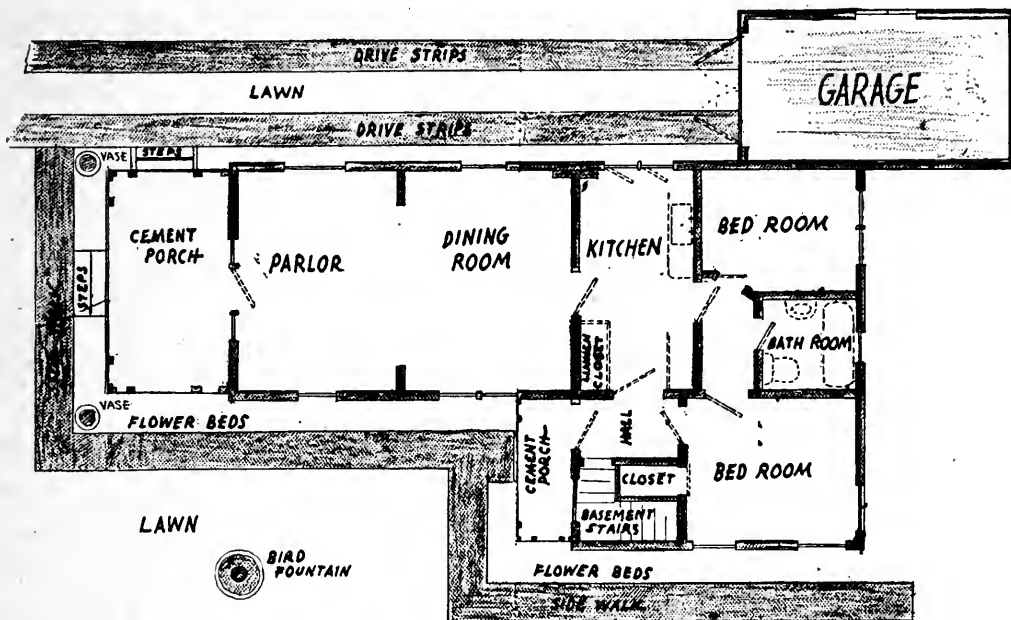 DRIVE STRIPS
GARAGE
LAWN
DRIVE STRIPS
VASE
STEPS
CEMENT
PORCH
PARLOR
DINING
ROOM
KITCHEN
BED ROOM
STEPS
BATH ROOM
LINNEN
CLOSET
VASE
FLOWER BEDS
HALL
CEMENT
PORCH
CLOSET
BED ROOM
BASEMENT
STAIRS
LAWN
BIRD
FOUNTAIN
FLOWER BEDS
SIDE WALK